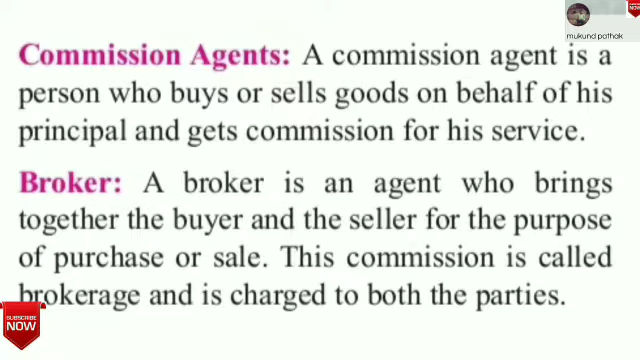 mukund pathak
Commission Agents: A commission agent is a
person who buys or sells goods on behalf of his
principal and gets commission for his service.
Broker: A broker is an agent who brings
together the buyer and the seller for the purpose
of purchase or sale. This commission is called
brokerage and is charged to both the parties.
SUBSCRIBE
NOW